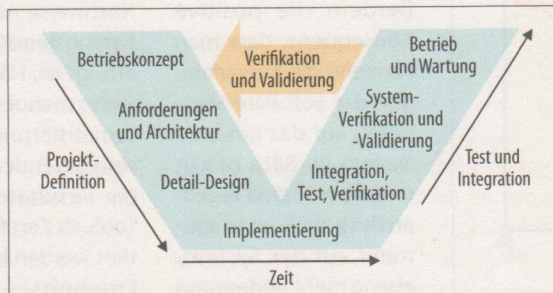 Betriebskonzept
Verifikation
und Validierung
Betrieb
und Wartung
Anforderungen
und Architektur
System-
Verifikation und
-Validierung
Projekt-
Definition
Detail-Design
Integration,
Test, Verifikation
Test und
Integration
Implementierung
Zeit